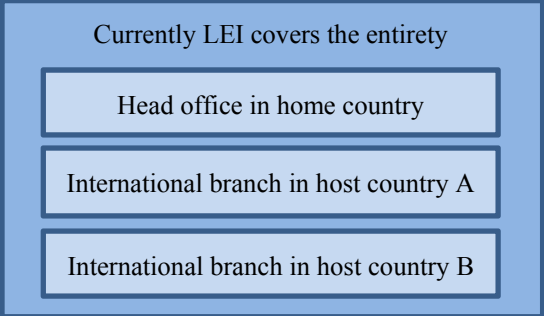 Currently LEI covers the entirety
Head office in home country
International branch in host country A
International branch in host country B